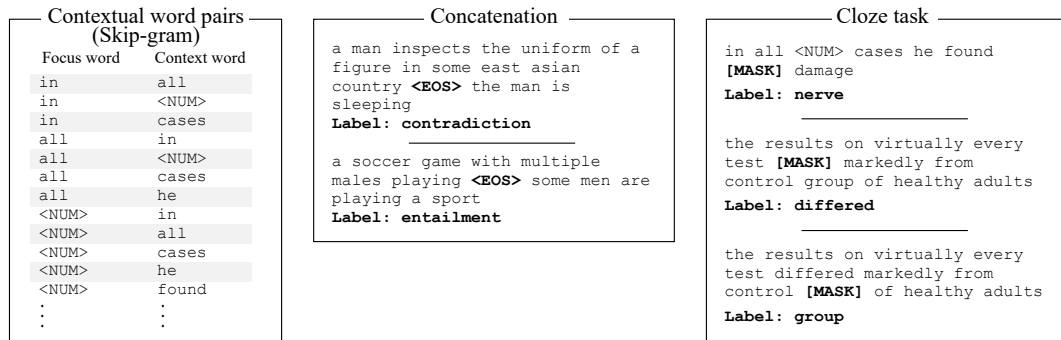 Contextual word pairs
(Skip-gram)
Focus word Context word
in all
in <NUM>
in cases
all in
all <NUM>
all cases
all he
<NUM> in
<NUM> all
<NUM> cases
<NUM> he
<NUM> found
. .
. .
. .
Concatenation
a man inspects the uniform of a
figure in some east asian
country <EOS> the man is
sleeping
Label: contradiction
a soccer game with multiple
males playing <EOS> some men are
playing a sport
Label: entailment
Cloze task
in all <NUM> cases he found
[MASK] damage
Label: nerve
the results on virtually every
test [MASK] markedly from
control group of healthy adults
Label: differed
the results on virtually every
test differed markedly from
control [MASK] of healthy adults
Label: group